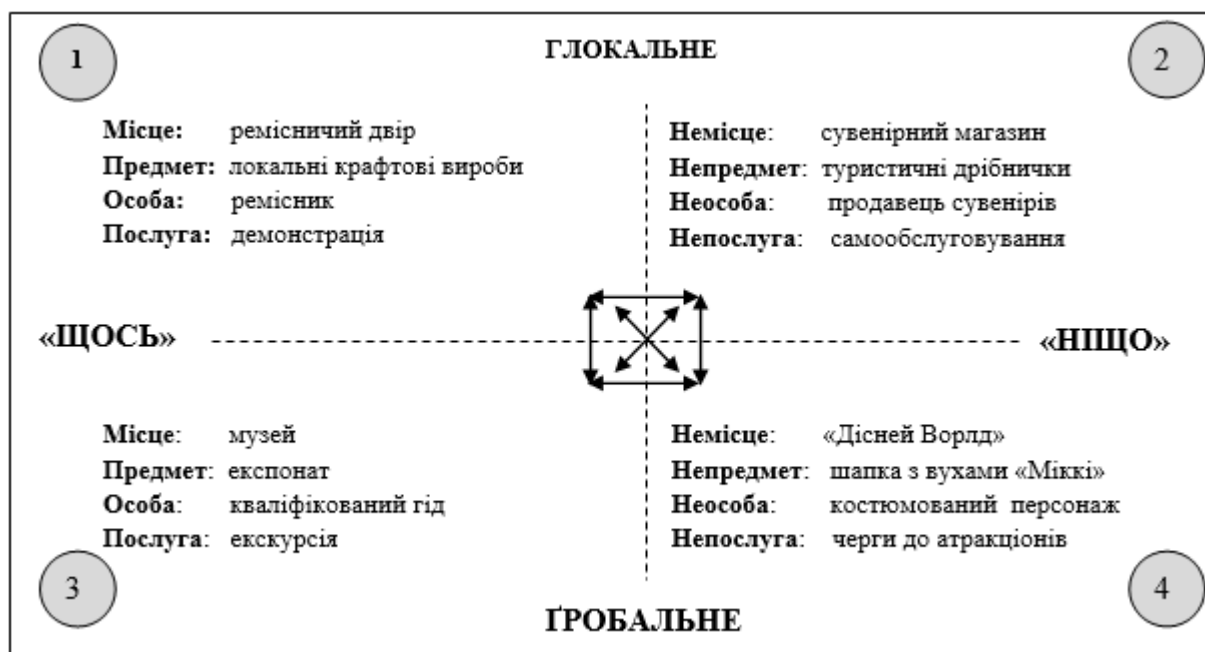 1
ГЛОКАЛЬНЕ
2
Місце: ремісничий двір
Предмет: локальні крафтові вироби
Особа: ремісник
Послуга: демонстрація
Немісце: сувенірний магазин
Непредмет: туристичні дрібнички
Неособа: продавець сувенірів
Непослуга: самообслуговування
«ЩОСЬ»
«НІЩО»
Місце: музей
Предмет: експонат
Особа: кваліфікований гід
Послуга: екскурсія
Немісце: «Дісней Ворлд»
Непредмет: шапка з вухами «Міккі»
Неособа: костюмований персонаж
Непослуга: черги до атракціонів
3
ҐРОБАЛЬНЕ
4